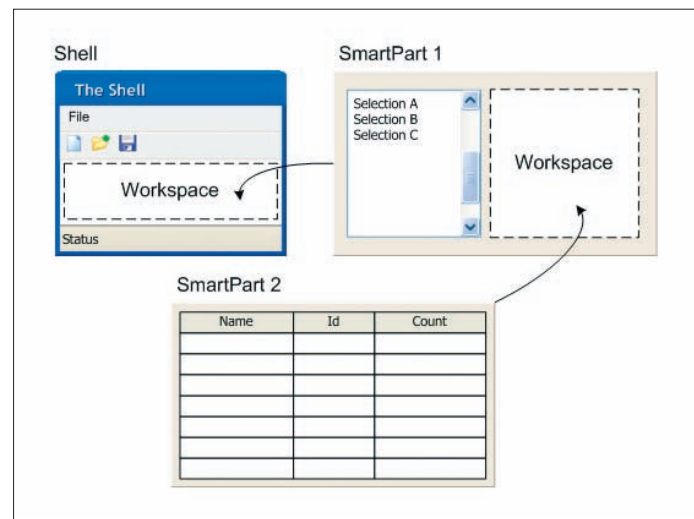 Shell
The Shell
File
Workspace
Status
SmartPart 1
Selection A
Selection B
Selection C
Workspace
SmartPart 2
Name Id Count